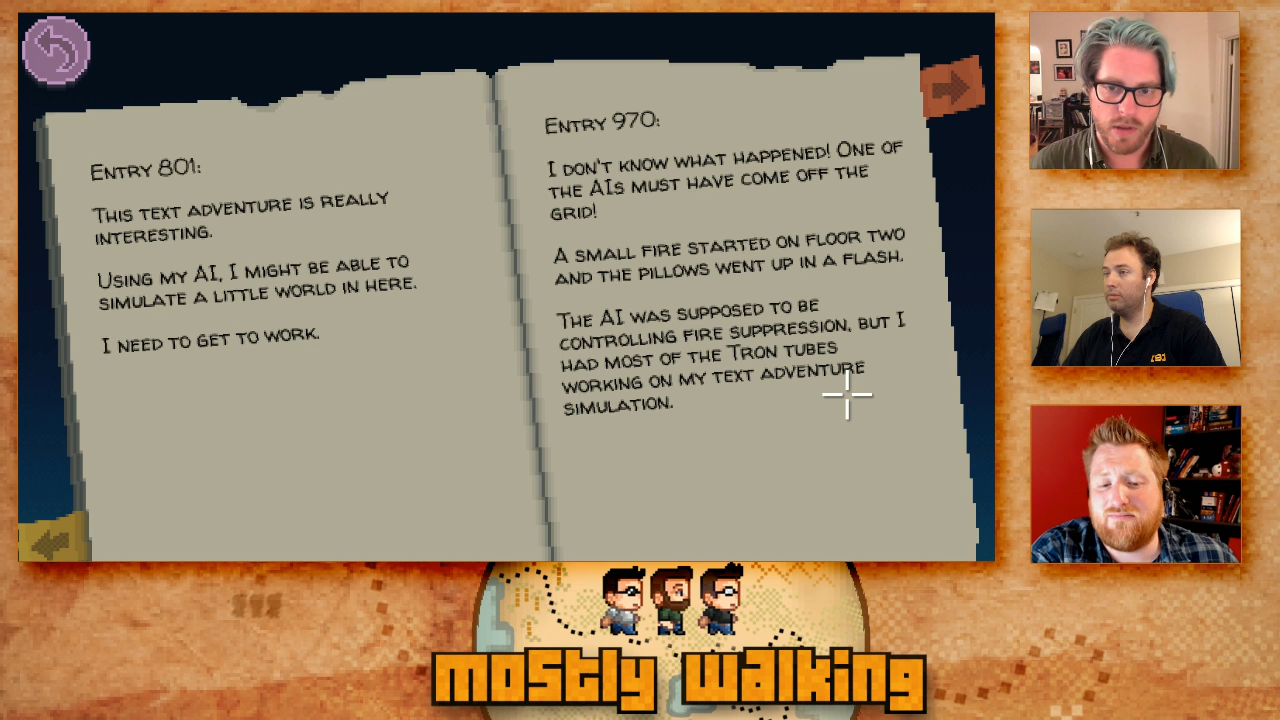 Entry 801:
This text adventure is really
interesting.
Using my AI, I might be able to
simulate a little world in here.
I need to get to work.
Entry 970:
I don't know what happened! One of
the AIs must have come off the
grid!
A small fire started on floor two
and the pillows went up in a flash.
The AI was supposed to be
controlling fire suppression, but I
had most of the Tron tubes
working on my text adventure
simulation.
mostly walking